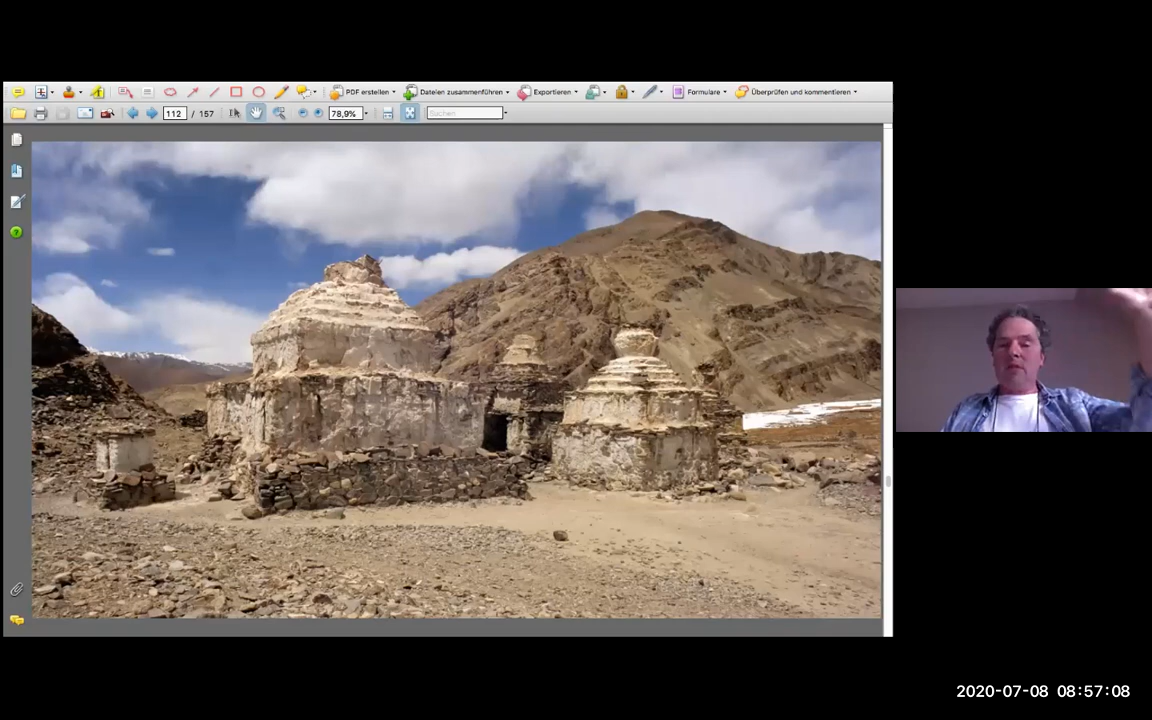 PDF erstellen Dateien zusammenführen Exportieren Formulare Überprüfen und kommentieren
112 / 157 78,9% Suchen
2020-07-08 08:57:08